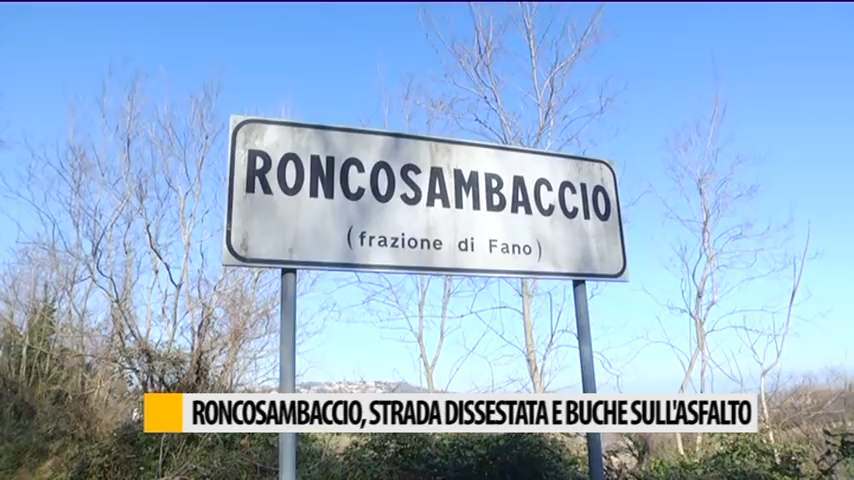 RONCOSAMBACCIO
(frazione di Fano)
RONCOSAMBACCIO, STRADA DISSESTATA E BUCHE SULL'ASFALTO